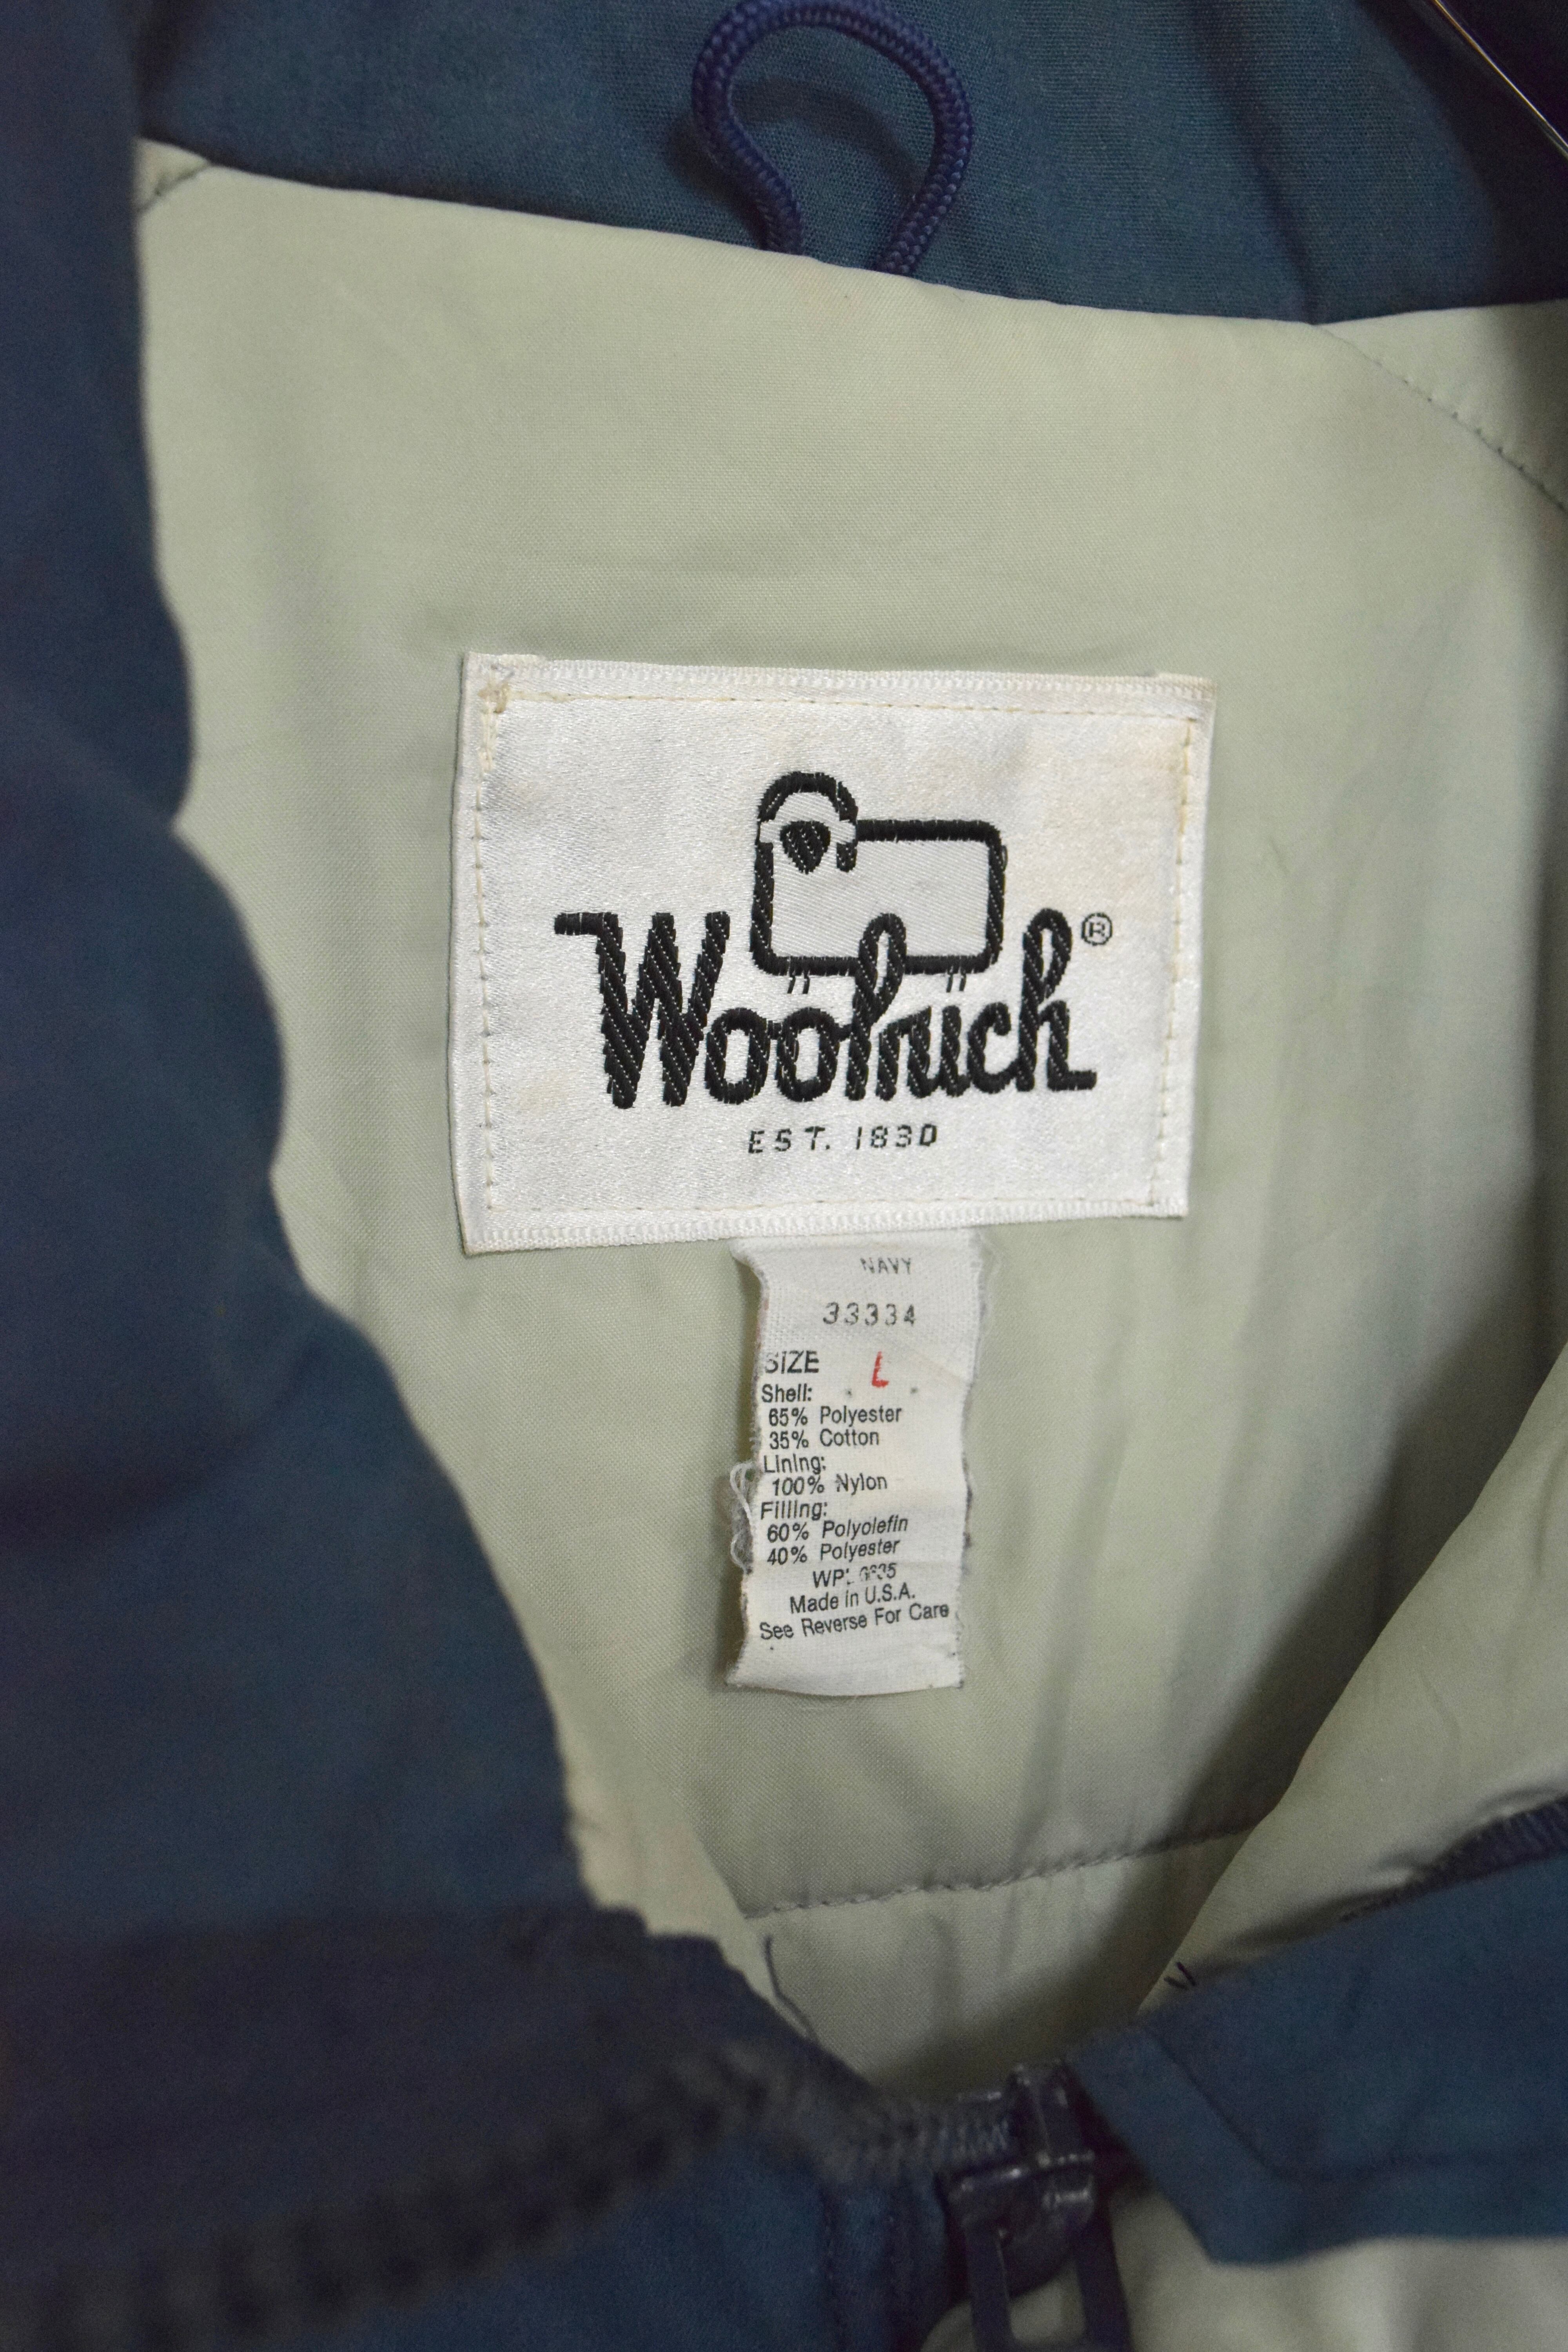 Woolrich®
EST. 1830
NAVY
33334
SIZE L
Shell:
65% Polyester
35% Cotton
Lining:
100% Nylon
Filling:
60% Polyolefin
40% Polyester
WPL
Made in U.S.A.
See Reverse For Care